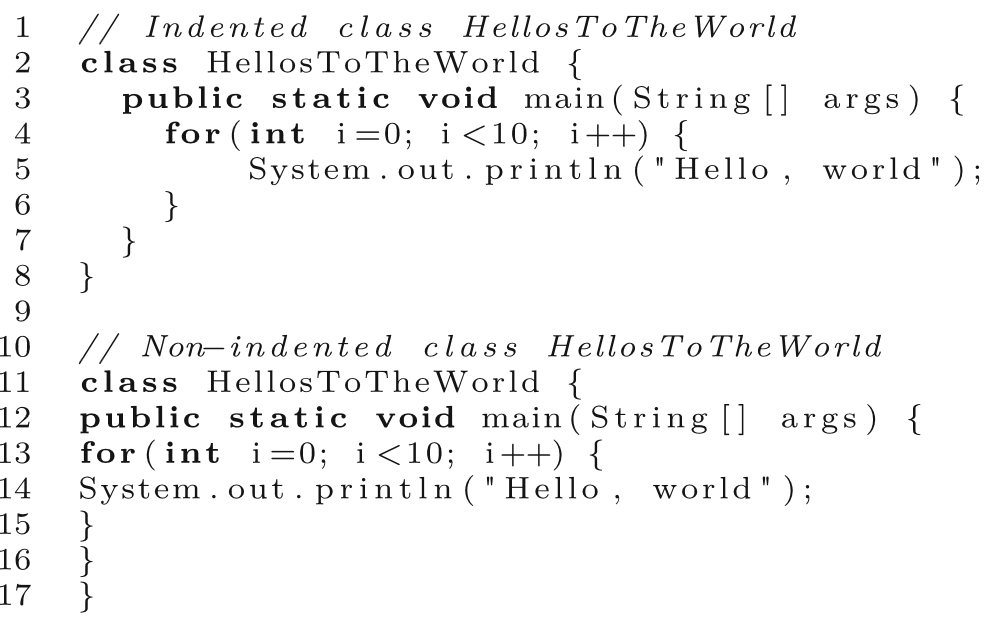 1 // Indented class HellosToTheWorld
2 class HellosToTheWorld {
3 public static void main(String[] args) {
4 for(int i=0; i<10; i++) {
5 System.out.println("Hello, world");
6 }
7 }
8 }
9
10 // Non-indented class HellosToTheWorld
11 class HellosToTheWorld {
12 public static void main(String[] args) {
13 for(int i=0; i<10; i++) {
14 System.out.println("Hello, world");
15 }
16 }
17 }